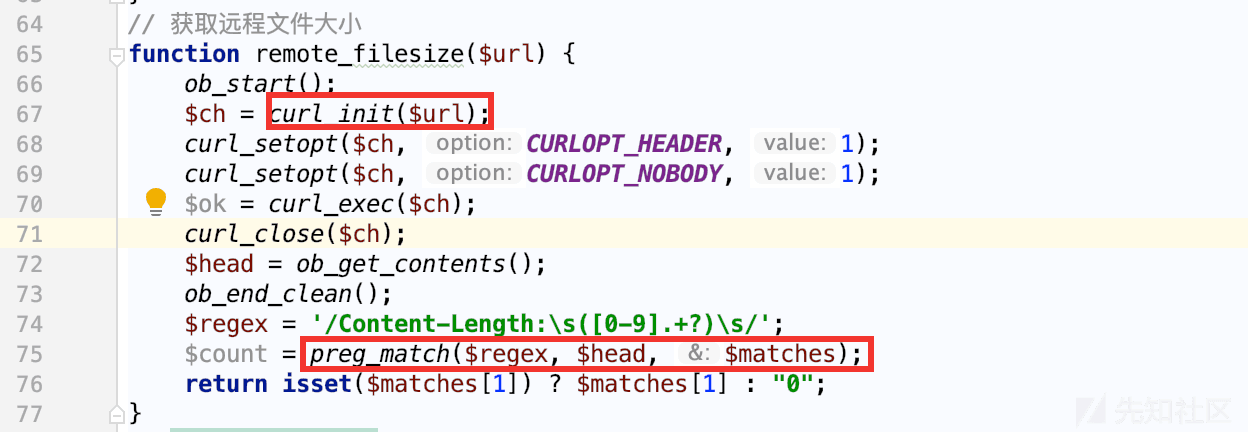 64 // 获取远程文件大小
65 function remote_filesize($url) {
66 ob_start();
67 $ch = curl_init($url);
68 curl_setopt($ch, option: CURLOPT_HEADER, value: 1);
69 curl_setopt($ch, option: CURLOPT_NOBODY, value: 1);
70 $ok = curl_exec($ch);
71 curl_close($ch);
72 $head = ob_get_contents();
73 ob_end_clean();
74 $regex = '/Content-Length:\s([0-9].+?)\s/';
75 $count = preg_match($regex, $head, &: $matches);
76 return isset($matches[1]) ? $matches[1] : "0";
77 }
先知社区